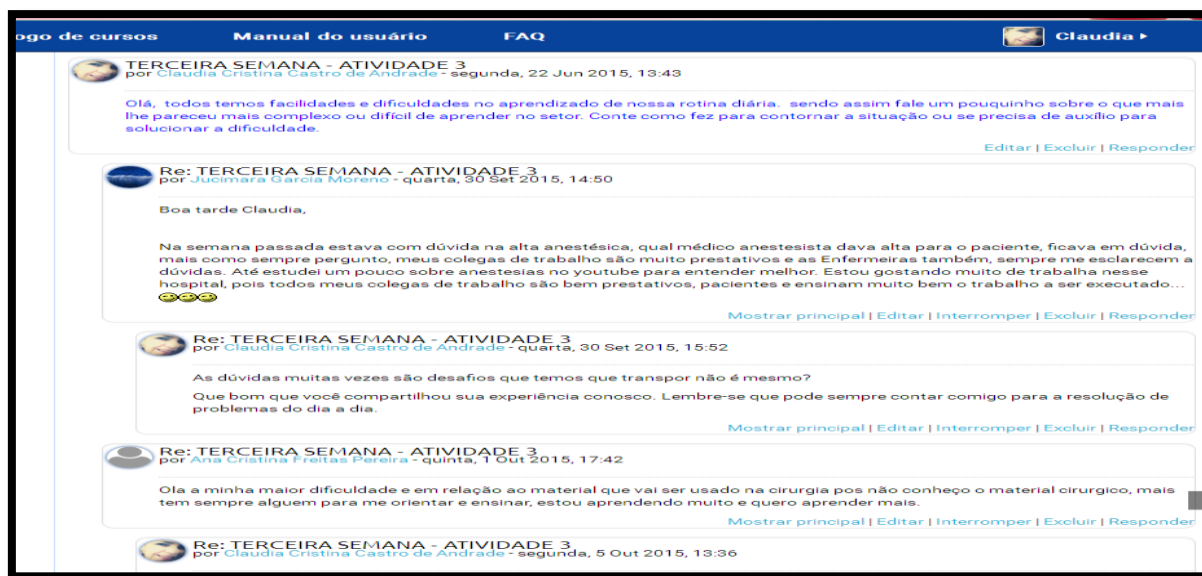 ogo de cursos Manual do usuário FAQ Claudia
TERCEIRA SEMANA - ATIVIDADE 3
por Claudia Cristina Castro de Andrade - segunda, 22 Jun 2015, 13:43
Olá, todos temos facilidades e dificuldades no aprendizado de nossa rotina diária. sendo assim fale um pouquinho sobre o que mais
lhe pareceu mais complexo ou difícil de aprender no setor. Conte como fez para contornar a situação ou se precisa de auxílio para
solucionar a dificuldade.
Editar | Excluir | Responder
Re: TERCEIRA SEMANA - ATIVIDADE 3
por Jucimara Garcia Moreno - quarta, 30 Set 2015, 14:50
Boa tarde Claudia,
Na semana passada estava com dúvida na alta anestésica, qual médico anestesista dava alta para o paciente, ficava em dúvida,
mais como sempre pergunto, meus colegas de trabalho são muito prestativos e as Enfermeiras também, sempre me esclarecem a
dúvidas. Até estudei um pouco sobre anestesias no youtube para entender melhor. Estou gostando muito de trabalha nesse
hospital, pois todos meus colegas de trabalho são bem prestativos, pacientes e ensinam muito bem o trabalho a ser executado...
Mostrar principal | Editar | Interromper | Excluir | Responder
Re: TERCEIRA SEMANA - ATIVIDADE 3
por Claudia Cristina Castro de Andrade - quarta, 30 Set 2015, 15:52
As dúvidas muitas vezes são desafios que temos que transpor não é mesmo?
Que bom que você compartilhou sua experiência conosco. Lembre-se que pode sempre contar comigo para a resolução de
problemas do dia a dia.
Mostrar principal | Editar | Interromper | Excluir | Responder
Re: TERCEIRA SEMANA - ATIVIDADE 3
por Ana Cristina Freitas Pereira - quinta, 1 Out 2015, 17:42
Ola a minha maior dificuldade e em relação ao material que vai ser usado na cirurgia pos não conheço o material cirurgico, mais
tem sempre alguem para me orientar e ensinar, estou aprendendo muito e quero aprender mais.
Mostrar principal | Editar | Interromper | Excluir | Responder
Re: TERCEIRA SEMANA - ATIVIDADE 3
por Claudia Cristina Castro de Andrade - segunda, 5 Out 2015, 13:36